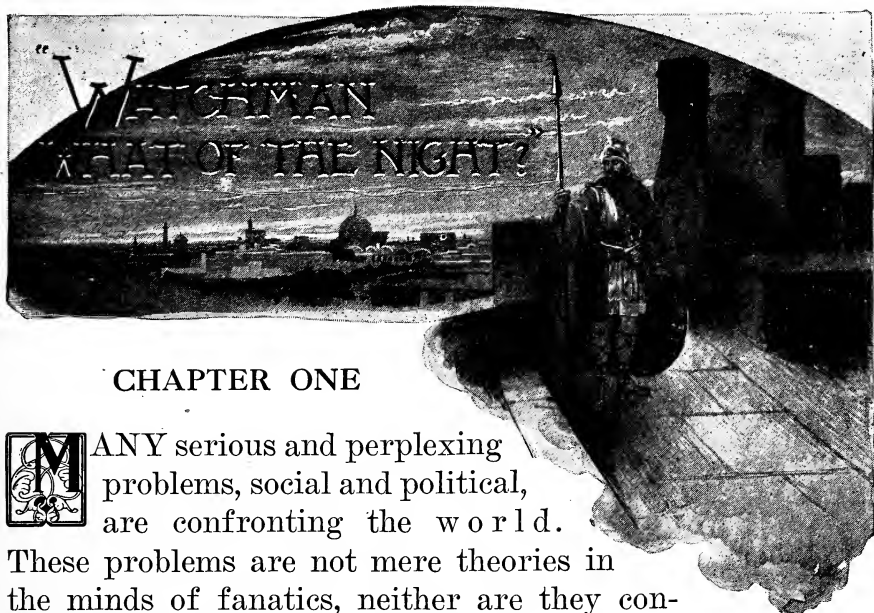 "WATCHMAN
WHAT OF THE NIGHT?"
CHAPTER ONE
MANY serious and perplexing
problems, social and political,
are confronting the world.
These problems are not mere theories in
the minds of fanatics, neither are they con-